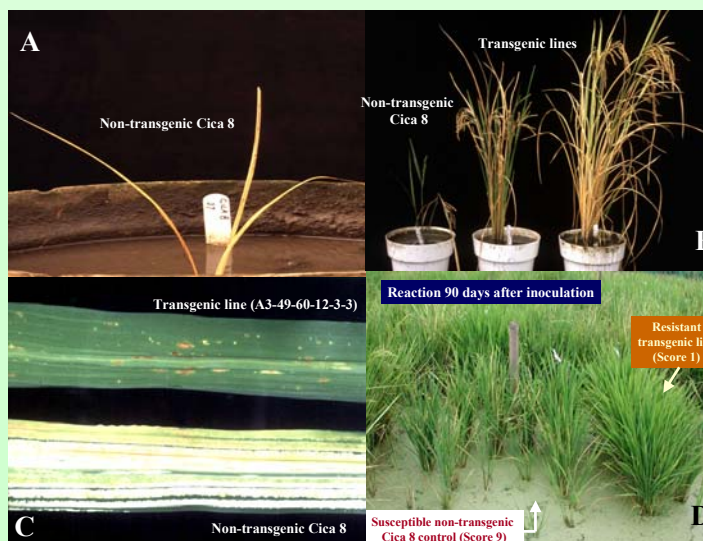 A
Non-transgenic Cica 8
Transgenic lines
Non-transgenic
Cica 8
Transgenic line (A3-49-60-12-3-3)
Non-transgenic Cica 8
C
Reaction 90 days after inoculation
Resistant
transgenic
(Score 1)
Susceptible non-transgenic
Cica 8 control (Score 9)
D